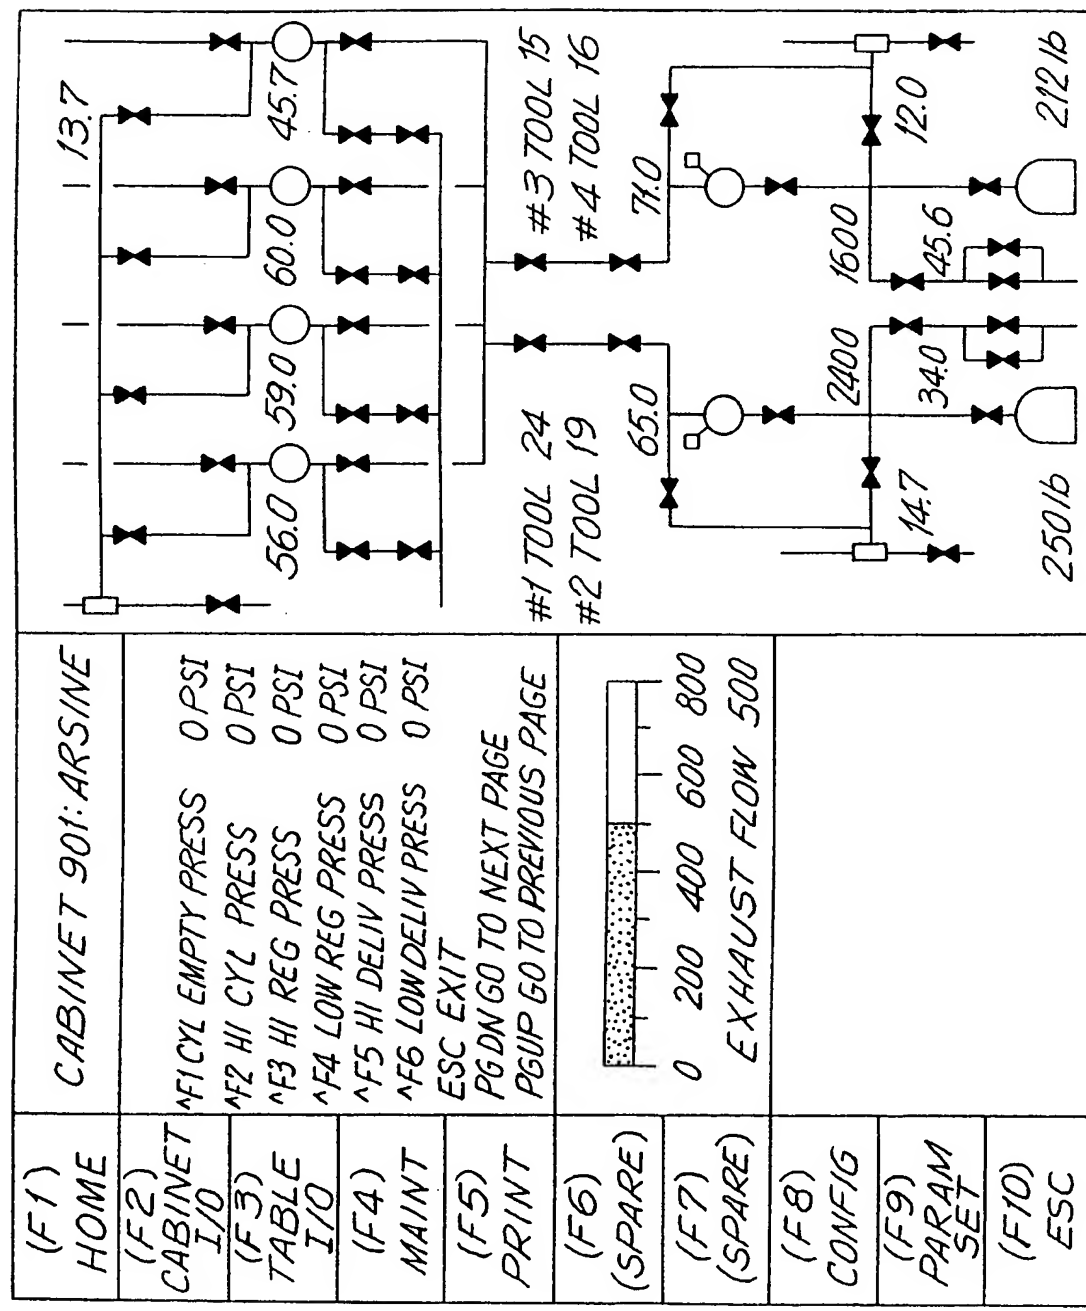 (F1)
HOME
(F2)
CABINET
I/O
(F3)
TABLE
I/O
(F4)
MAINT
(F5)
PRINT
(F6)
(SPARE)
(F7)
(SPARE)
(F8)
CONFIG
(F9)
PARAM
SET
(F10)
ESC
CABINET 901: ARSINE
^F1 CYL EMPTY PRESS 0 PSI
^F2 HI CYL PRESS 0 PSI
^F3 HI REG PRESS 0 PSI
^F4 LOW REG PRESS 0 PSI
^F5 HI DELIV PRESS 0 PSI
^F6 LOW DELIV PRESS 0 PSI
ESC EXIT
PGDN GO TO NEXT PAGE
PGUP GO TO PREVIOUS PAGE
0 200 400 600 800
EXHAUST FLOW 500
13.7
56.0 59.0 60.0 45.7
#1 TOOL 24 #3 TOOL 15
#2 TOOL 19 #4 TOOL 16
65.0 71.0
2400 1600
14.7 34.0 45.6 12.0
250 lb 212 lb